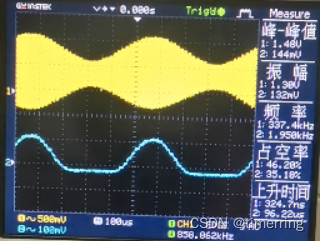 GW INSTEK 0.000s Trig'd Measure
峰-峰值
1: 1.48V
2: 144mV
振 幅
1: 1.30V
2: 132mV
频 率
1: 337.4kHz
2: 1.950kHz
占空率
1: 46.20%
2: 35.18%
上升时间
1: 324.7ns
2: 96.22us
1 500mV M 100us CH1
2 100mV 850.062kHz
CSDN @timerring